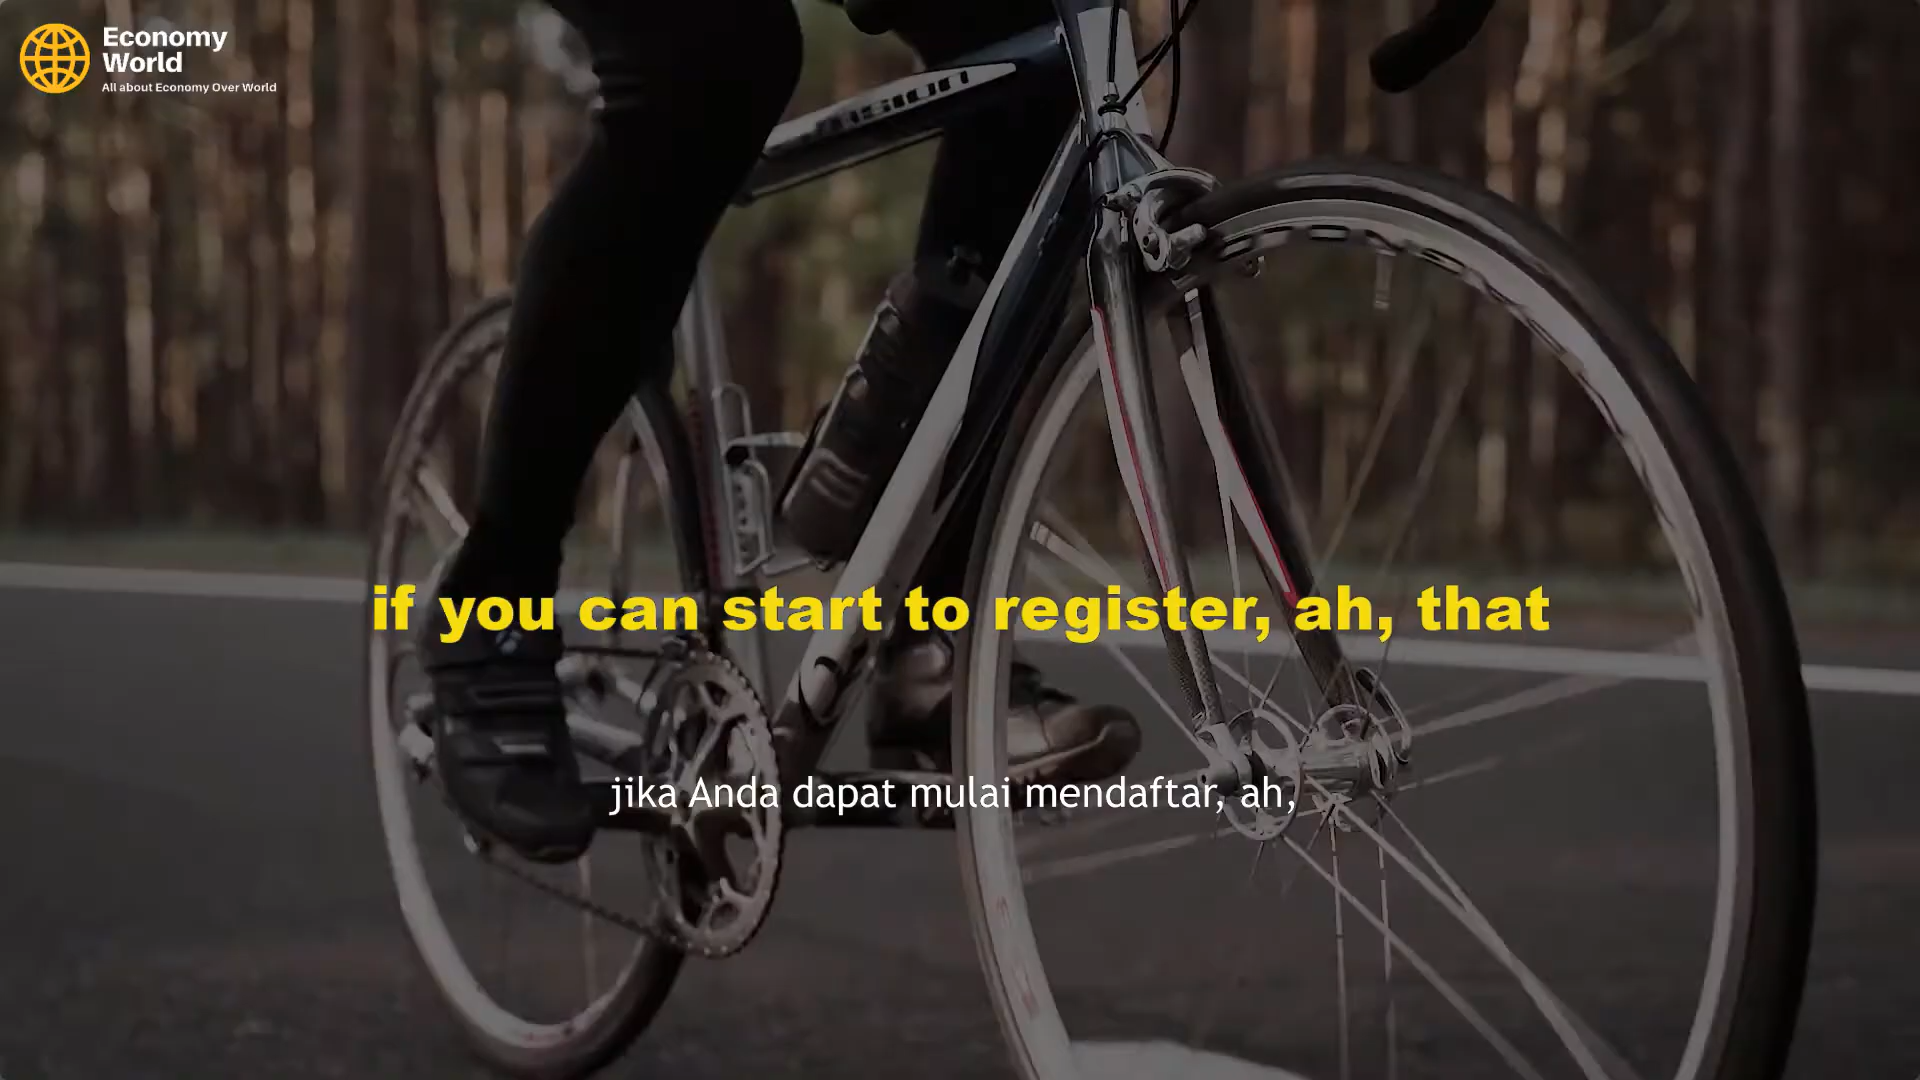 Economy
World
All about Economy Over World
if you can start to register, ah, that
jika Anda dapat mulai mendaftar, ah,